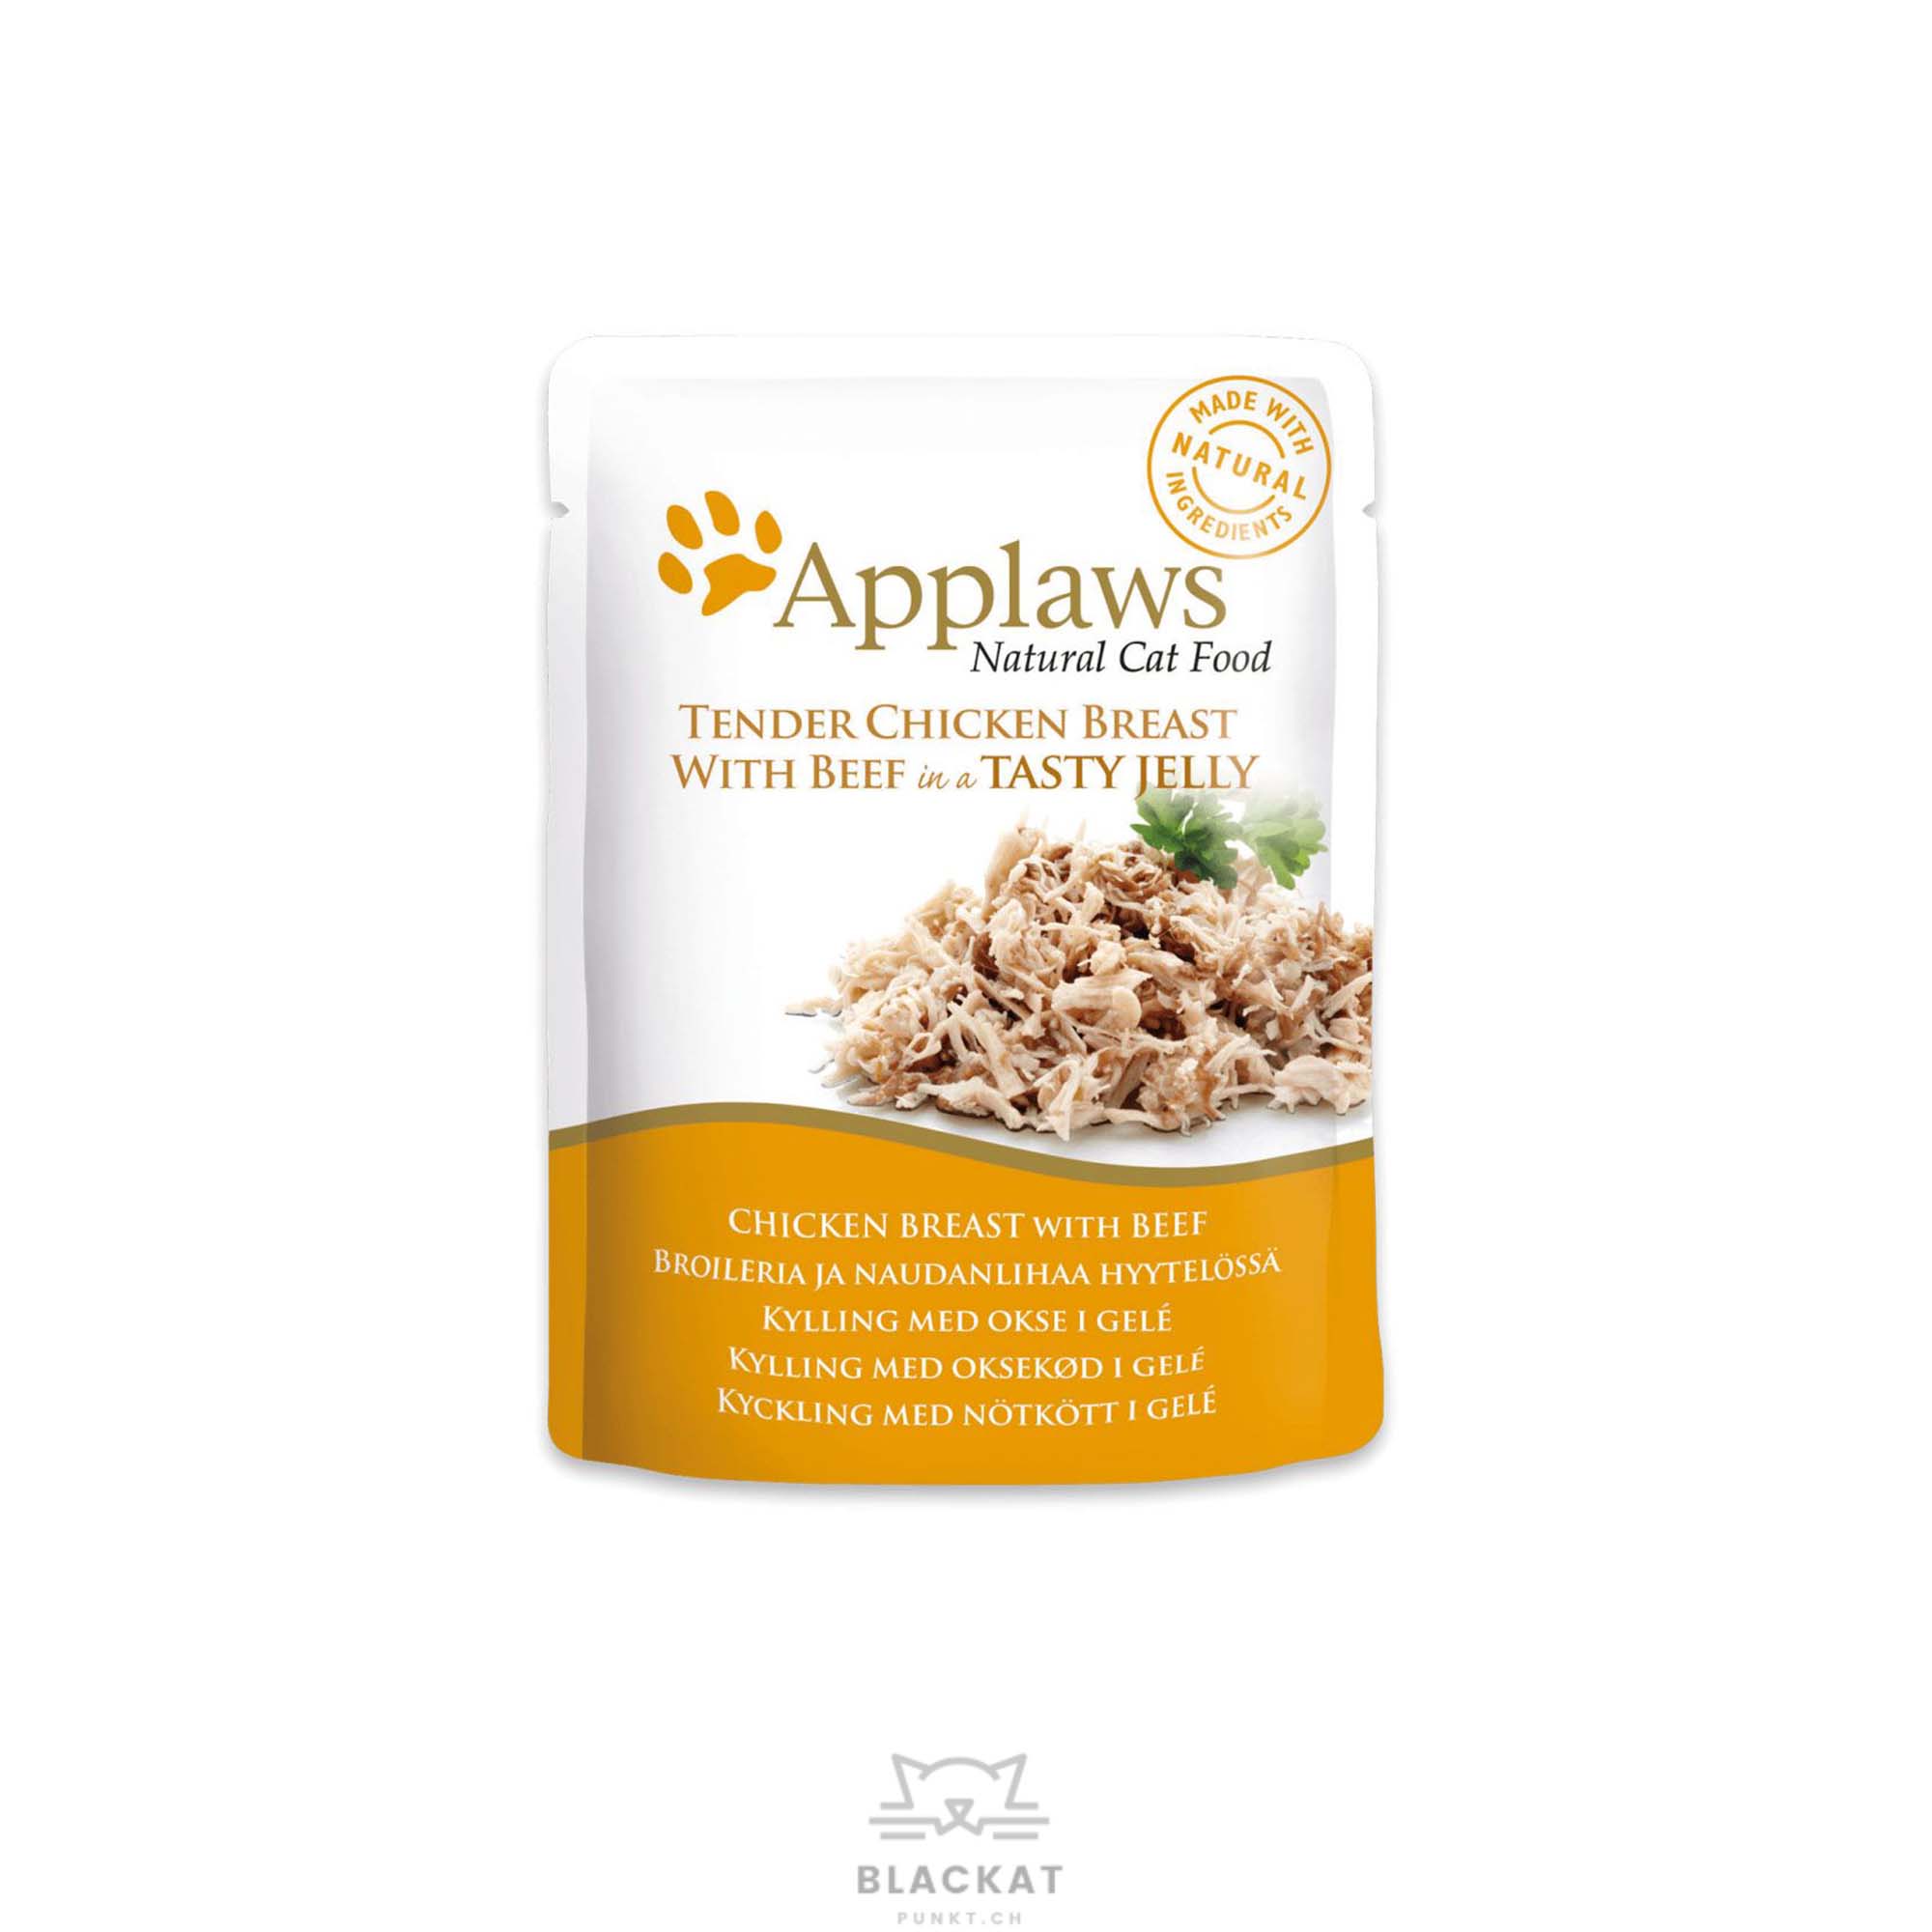 MADE WITH
NATURAL
INGREDIENTS
Applaws
Natural Cat Food
TENDER CHICKEN BREAST
WITH BEEF in a TASTY JELLY
CHICKEN BREAST WITH BEEF
BROILERIA JA NAUDANLIHAA HYYTELÖSSÄ
KYLLING MED OKSE I GELÉ
KYLLING MED OKSEKØD I GELÉ
KYCKLING MED NÖTKÖTT I GELÉ
BLACKAT
PUNKT.CH